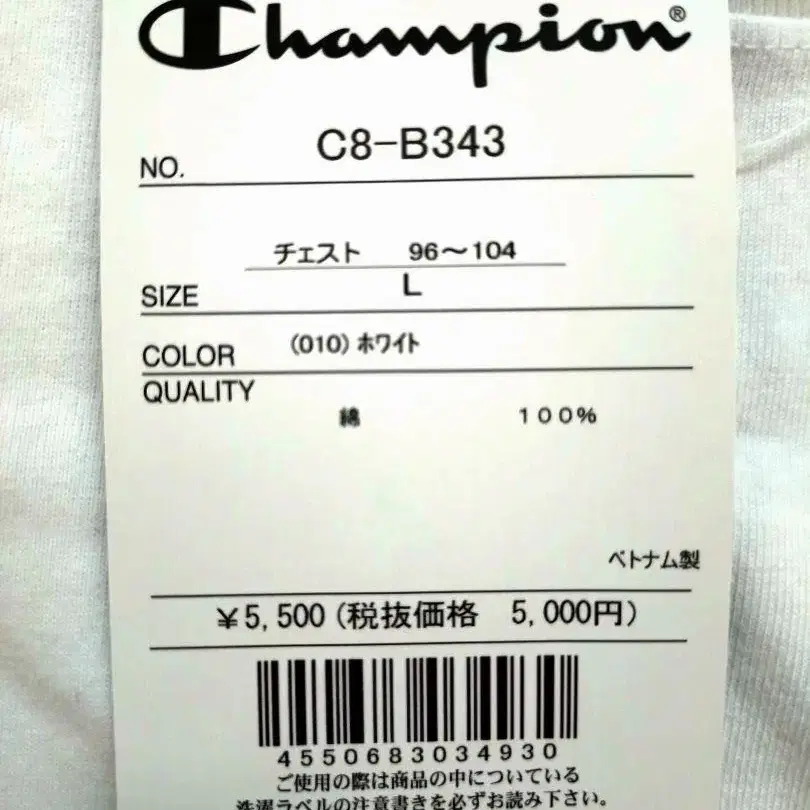 Champion®
NO. C8-B343
チェスト 96～104
SIZE L
COLOR (010)ホワイト
QUALITY
綿 100%
ベトナム製
¥5,500(税抜価格 5,000円)
4550683034930
ご使用の際は商品の中についている
洗濯ラベルの注意書きを必ずお読み下さい。